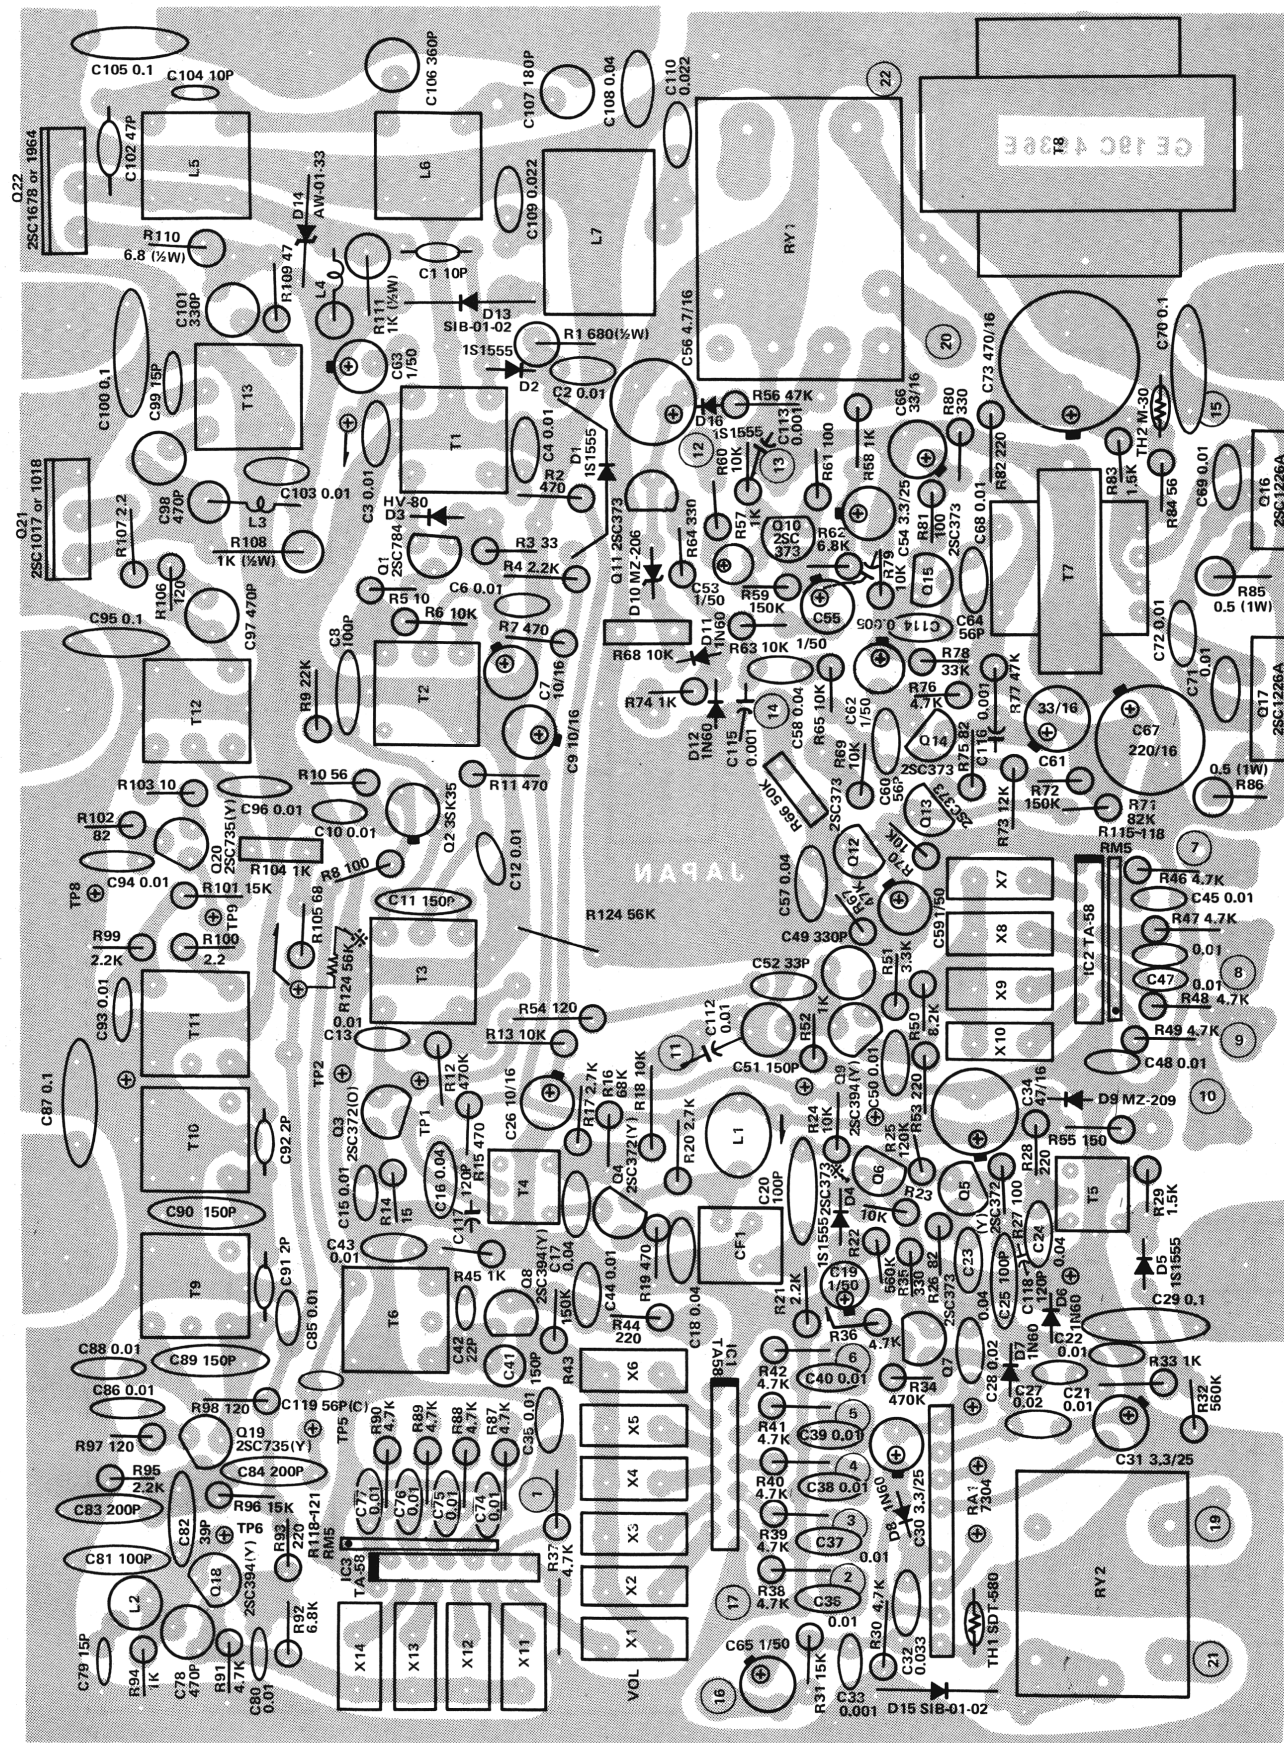 C105 0.1
C104 10P
C106 360P
C107 180P
C108 0.04
C110
0.022
22
GE 19C
T8
Q22
2SC1678 or 1964
C102 47P
L5
D14
AW-01-33
L6
C109 0.022
L7
RY1
R110
6.8 (½W)
R109 47
L4
C1 10P
R111
1K (½W)
D13
SIB-01-02
C101
330P
R1 680(½W)
C56 4.7/16
20
C73 470/16
C70 0.1
C100 0.1
C99 15P
T13
C63
1/50
1S1555
D2
C2 0.01
D16
1S1555
R56 47K
C113
0.001
C66
33/16
R80
330
R82 220
TH2 M-30
15
Q21
2SC1017 or 1018
C98
470P
C103 0.01
L3
C3 0.01
T1
C4 0.01
D1
1S1555
R2
470
12
R60
10K
13
R61 100
R58 1K
R83
1.5K
R84 56
C69 0.01
Q16
R107 2.2
R108
1K (½W)
HV-80
D3
Q1
2SC784
R3 33
R4 2.2K
Q11 2SC373
R64 330
R57
1K
Q10
2SC
373
R62
6.8K
C54 3.3/25
R81
100
2SC373
C68 0.01
T7
R106
120
C97 470P
C95 0.1
R5 10
R6 10K
C6 0.01
D10 MZ-206
C53
1/50
R59
150K
C55
R79
10K
Q15
R85
0.5 (1W)
C8
100P
R7 470
R68 10K
D11
1N60
R63 10K
1/50
0.005
C114
C64
56P
R78
33K
C72 0.01
C71
0.01
Q17
2SC1226A
R9 22K
T12
T2
C7
10/16
R74 1K
D12
1N60
C115
0.001
14
C58 0.04
R65 10K
C62
1/50
R76
4.7K
0.001
R77 47K
33/16
C67
220/16
C9 10/16
R69
10K
Q14
2SC373
R75 82
C116
C61
0.5 (1W)
R86
R103 10
C96 0.01
R10 56
R11 470
R66 50K
C60
56P
Q13
2SC373
R73 12K
R72
150K
R71
82K
R102
82
C10 0.01
Q2 3SK35
2SC373
R115~118
RM5
7
Q20
2SC735(Y)
R104 1K
R8 100
C12 0.01
Q12
R70
10K
X7
R46 4.7K
C45 0.01
C94 0.01
TP8
R101 15K
TP9
C11 150P
JAPAN
C57 0.04
R67
47K
C59 1/50
X8
IC2 TA-58
R47 4.7K
R99
2.2K
R100
2.2
R105 68
R124 56K
T3
R124 56K
C49 330P
R51
3.3K
0.01
C47
0.01
8
C52 33P
X9
R48 4.7K
C93 0.01
T11
0.01
C13
R54 120
R13 10K
C112
0.01
1K
R52
R50
8.2K
X10
R49 4.7K
9
C87 0.1
TP2
R12
470K
11
C51 150P
C48 0.01
Q3
2SC372(O)
TP1
C26 10/16
R17 2.7K
R16
68K
R18 10K
Q9
2SC394(Y)
C50 0.01
R53 220
C34
47/16
D9 MZ-209
10
T10
C92 2P
R15 470
Q4
2SC372(Y)
R20 2.7K
L1
R24
10K
R25
120K
R28
220
R55 150
C15 0.01
R14
15
C16 0.04
120P
C117
T4
C20
100P
2SC373
D4
Q6
R23
10K
Q5
2SC372
(Y)
R27 100
T5
R29
1.5K
C90 150P
C43
0.01
C17
0.04
CF1
1S1555
R22
560K
R35
330
R26 82
C23
0.04
C24
0.04
T9
C91 2P
R45 1K
Q8
2SC394(Y)
C44 0.01
R19 470
C18 0.04
R21
2.2K
C19
1/50
2SC373
C25 100P
C118
120P
D6
1N60
D5
1S1555
C29 0.1
C85 0.01
T6
C42
22P
150K
R43
R44
220
R36
4.7K
Q7
C28 0.02
D7
1N60
C22
0.01
C88 0.01
C89 150P
C41
150P
X6
IC1
TA58
R42
4.7K
6
C40 0.01
R34
470K
C27
0.02
C21
0.01
R33 1K
R32
560K
C86 0.01
R98 120
C119 56P(C)
TP5
R90
4.7K
R89
4.7K
R88
4.7K
R87
4.7K
C35 0.01
X5
R41
4.7K
5
C39 0.01
R97 120
Q19
2SC735(Y)
C31 3.3/25
R95
2.2K
C84 200P
C77
0.01
C76
0.01
C75
0.01
C74
0.01
1
X4
R40
4.7K
4
C38 0.01
1N60
D8
C30 3.3/25
RA1
7304
C83 200P
C82
39P
R96 15K
TP6
R93
220
R118~121
RM5
IC3
TA-58
R37
4.7K
X3
R39
4.7K
3
C37
0.01
19
C81 100P
Q18
2SC394(Y)
X2
R38
4.7K
2
C36
0.01
RY2
L2
R92
6.8K
17
R30 4.7K
C32
0.033
TH1 SDT-580
C79 15P
R94
1K
C78
470P
R91
4.7K
C80
0.01
X14
X13
X12
X11
X1
VOL
C65 1/50
16
R31 15K
C33
0.001
D15 SIB-01-02
21